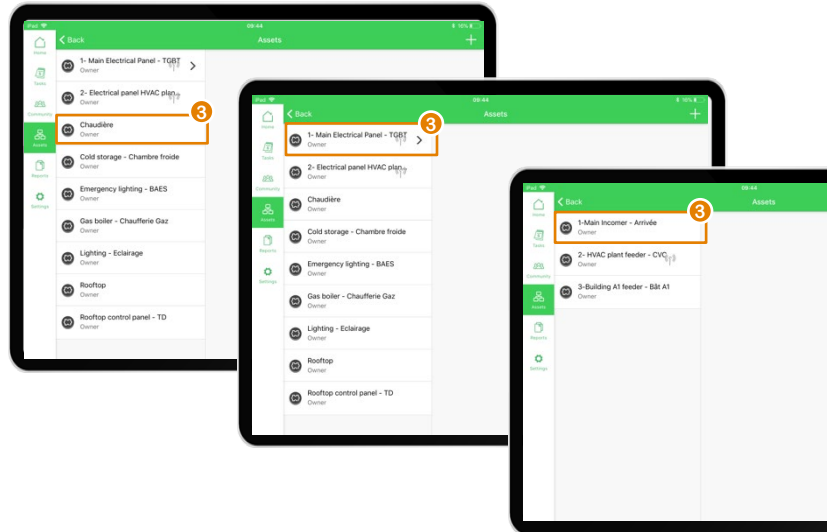 iPad
09:44
Back
Assets
+
Home
Tasks
Community
Assets
Reports
Settings
1- Main Electrical Panel - TGBT
Owner
2- Electrical panel HVAC plan...
Owner
3
Chaudière
Owner
Cold storage - Chambre froide
Owner
Emergency lighting - BAES
Owner
Gas boiler - Chaufferie Gaz
Owner
Lighting - Eclairage
Owner
Rooftop
Owner
Rooftop control panel - TD
Owner
iPad
09:44
Back
Assets
+
Home
Tasks
Community
Assets
Reports
Settings
3
1- Main Electrical Panel - TGBT
Owner
2- Electrical panel HVAC plan...
Owner
Chaudière
Owner
Cold storage - Chambre froide
Owner
Emergency lighting - BAES
Owner
Gas boiler - Chaufferie Gaz
Owner
Lighting - Eclairage
Owner
Rooftop
Owner
Rooftop control panel - TD
Owner
iPad
09:44
Back
Assets
Home
Tasks
Community
Assets
Reports
Settings
3
1-Main Incomer - Arrivée
Owner
2- HVAC plant feeder - CVC
Owner
3-Building A1 feeder - Bât A1
Owner